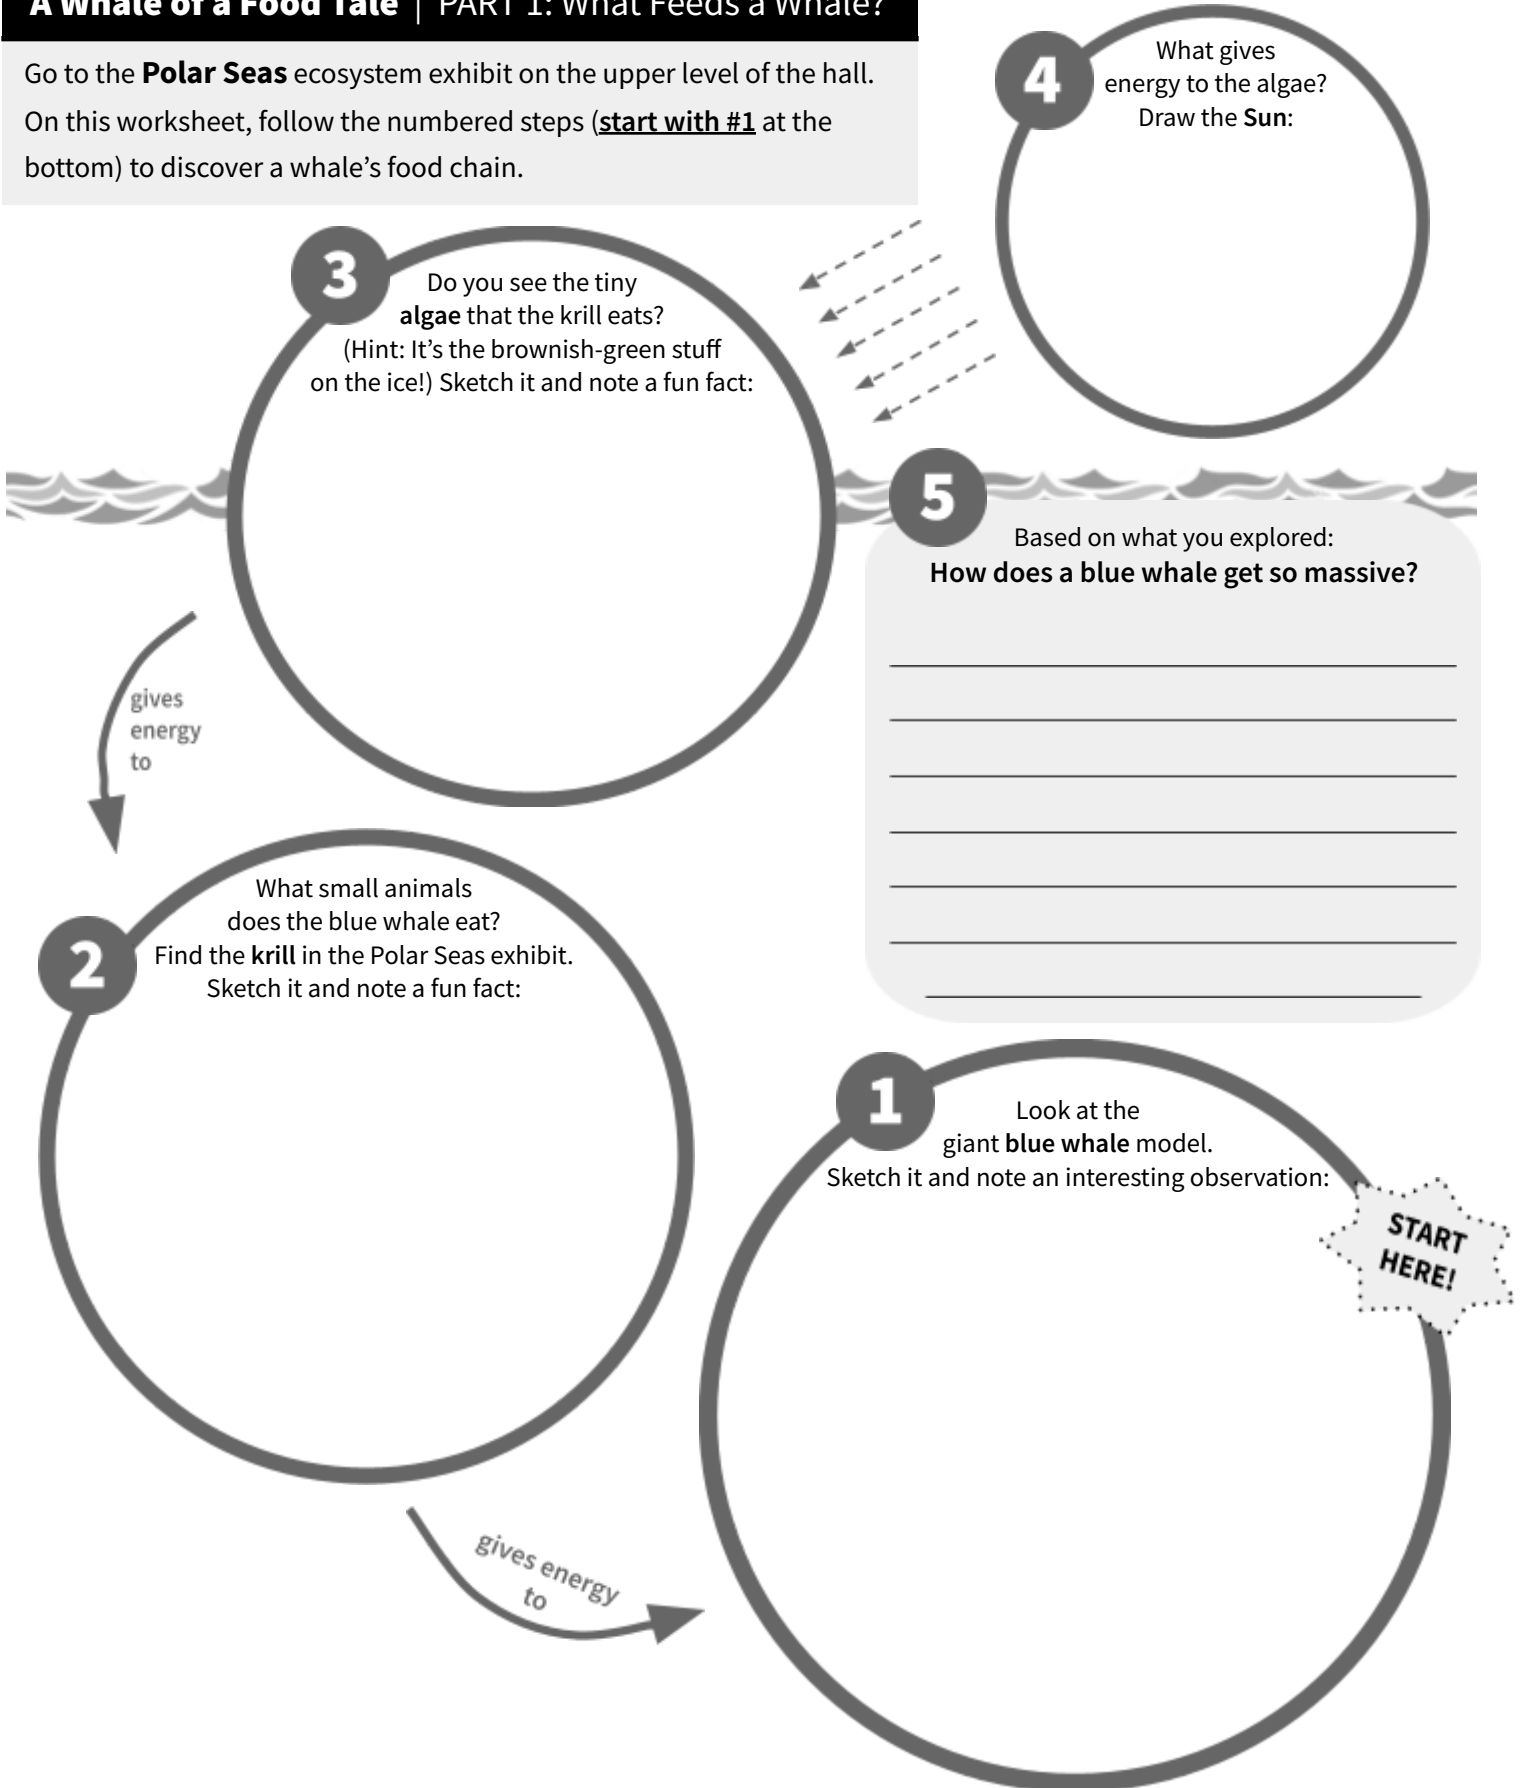 A Whale of a Food Tale | PART 1: What Feeds a Whale?
Go to the Polar Seas ecosystem exhibit on the upper level of the hall.
On this worksheet, follow the numbered steps (start with #1 at the
bottom) to discover a whale’s food chain.
4
What gives
energy to the algae?
Draw the Sun:
3
Do you see the tiny
algae that the krill eats?
(Hint: It’s the brownish-green stuff
on the ice!) Sketch it and note a fun fact:
5
Based on what you explored:
How does a blue whale get so massive?
gives
energy
to
2
What small animals
does the blue whale eat?
Find the krill in the Polar Seas exhibit.
Sketch it and note a fun fact:
1
Look at the
giant blue whale model.
Sketch it and note an interesting observation:
START
HERE!
gives energy
to